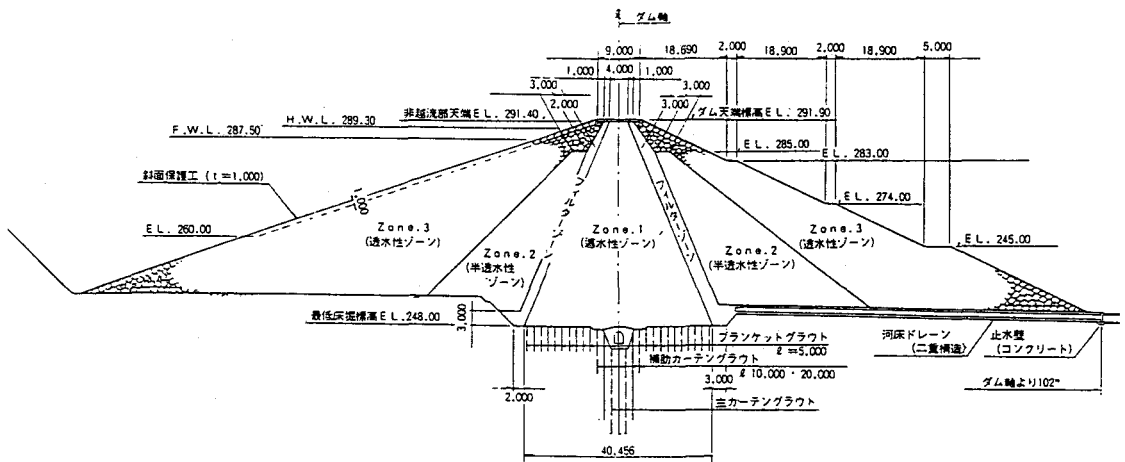 ダム軸
9,000 18.690 2,000 18,900 2,000 18,900 5,000
1,000 4,000 1,000
3,000 3,000
2,000 3,000
非越流部天端EL.291.40
ダム天端標高EL.291.90
H.W.L. 289.30
F.W.L. 287.50
EL.285.00
EL.283.00
斜面保護工(t=1,000)
1,000
EL.274.00
EL.260.00
Zone.3
(透水性ゾーン)
Zone.2
(半透水性
ゾーン)
フィルターゾーン
Zone.1
(遮水性ゾーン)
フィルターゾーン
Zone.2
(半透水性
ゾーン)
Zone.3
(透水性ゾーン)
EL.245.00
最低床掘標高EL.248.00
3,000
ブランケットグラウト
ℓ=5.000
補助カーテングラウト
ℓ 10.000・20.000
河床ドレーン
(二重構造)
止水壁
(コンクリート)
ダム軸より102m
2.000
3.000
主カーテングラウト
40,456